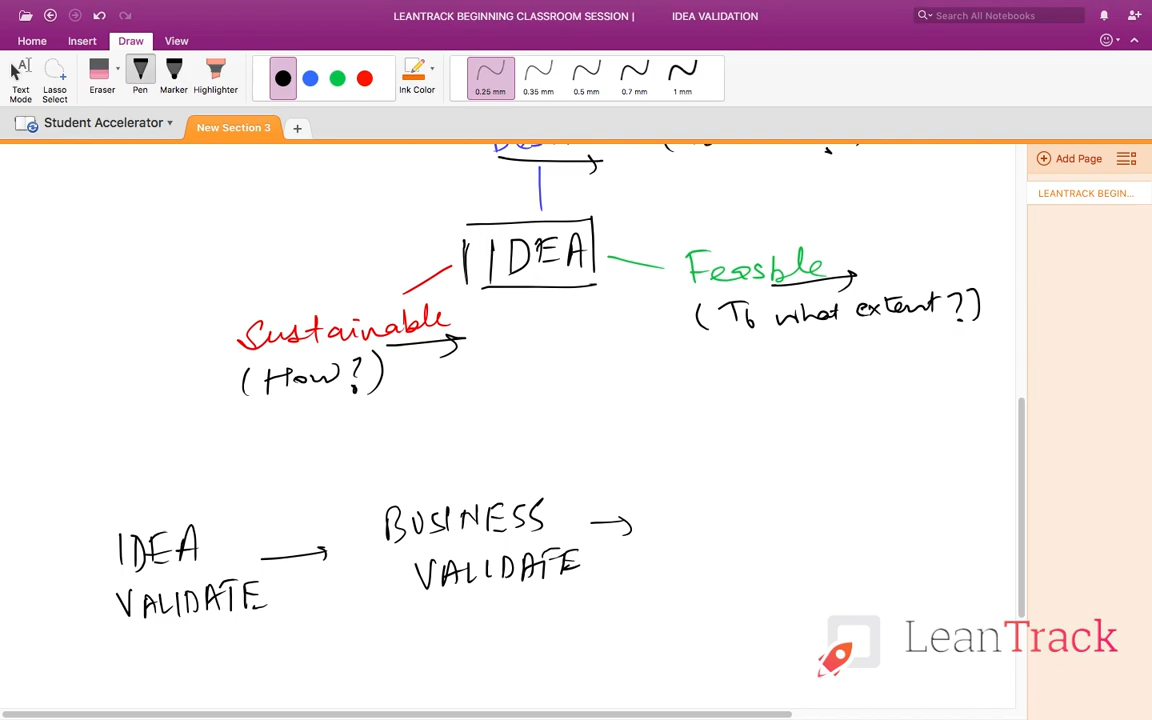 LEANTRACK BEGINNING CLASSROOM SESSION | IDEA VALIDATION
Search All Notebooks
Home Insert Draw View
Text Mode
Lasso Select
Eraser
Pen
Marker
Highlighter
Ink Color
0.25 mm
0.35 mm
0.5 mm
0.7 mm
1 mm
Student Accelerator
New Section 3
Add Page
LEANTRACK BEGIN...
IDEA
Feasble
(To what extent?)
Sustainable
(How?)
IDEA
VALIDATE
BUSINESS
VALIDATE
LeanTrack